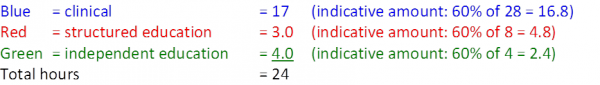 Blue = clinical = 17 (indicative amount: 60% of 28 = 16.8)
Red = structured education = 3.0 (indicative amount: 60% of 8 = 4.8)
Green = independent education = 4.0 (indicative amount: 60% of 4 = 2.4)
Total hours = 24